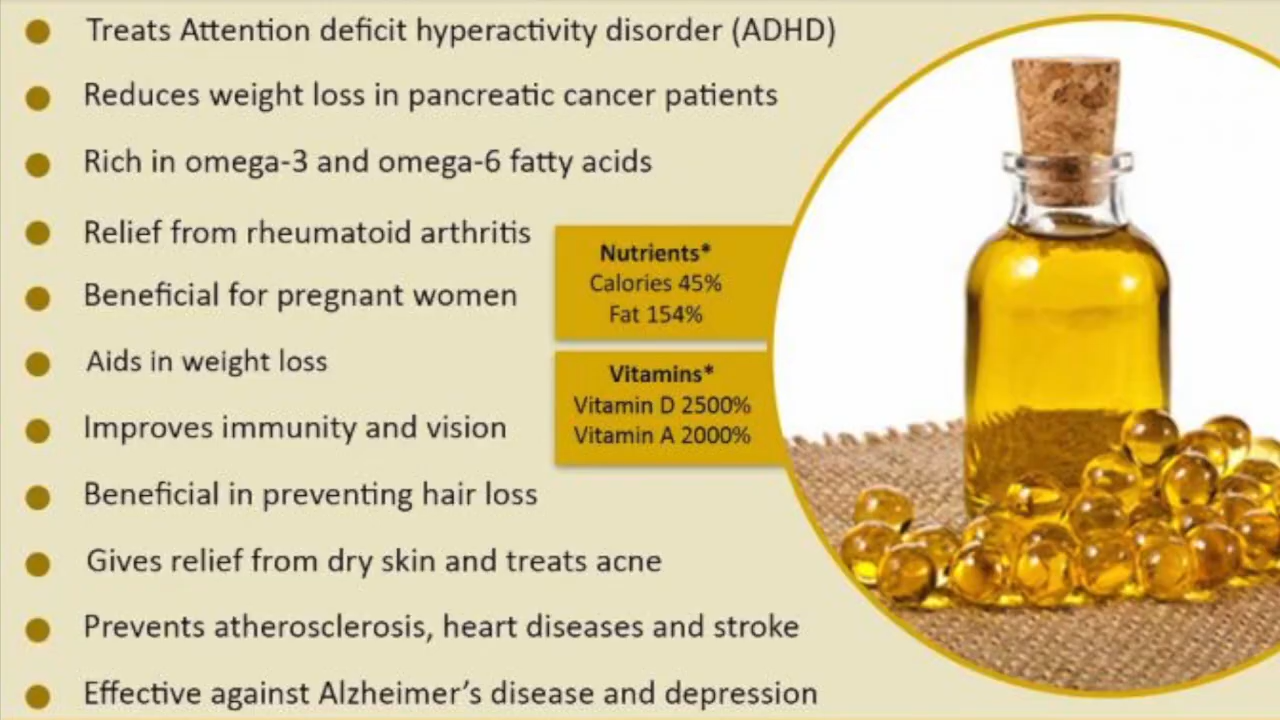 Treats Attention deficit hyperactivity disorder (ADHD)
Reduces weight loss in pancreatic cancer patients
Rich in omega-3 and omega-6 fatty acids
Relief from rheumatoid arthritis
Beneficial for pregnant women
Aids in weight loss
Improves immunity and vision
Beneficial in preventing hair loss
Gives relief from dry skin and treats acne
Prevents atherosclerosis, heart diseases and stroke
Effective against Alzheimer’s disease and depression
Nutrients*
Calories 45%
Fat 154%
Vitamins*
Vitamin D 2500%
Vitamin A 2000%